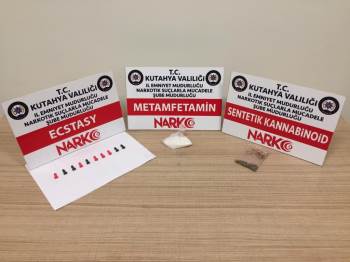 T.C.
KÜTAHYA VALİLİĞİ
İL EMNİYET MÜDÜRLÜĞÜ
NARKOTİK SUÇLARLA MÜCADELE
ŞUBE MÜDÜRLÜĞÜ
ECSTASY
NARKO
T.C.
KÜTAHYA VALİLİĞİ
İL EMNİYET MÜDÜRLÜĞÜ
NARKOTİK SUÇLARLA MÜCADELE
ŞUBE MÜDÜRLÜĞÜ
METAMFETAMİN
NARKO
T.C.
KÜTAHYA VALİLİĞİ
İL EMNİYET MÜDÜRLÜĞÜ
NARKOTİK SUÇLARLA MÜCADELE
ŞUBE MÜDÜRLÜĞÜ
SENTETİK KANNABİNOİD
NARKO